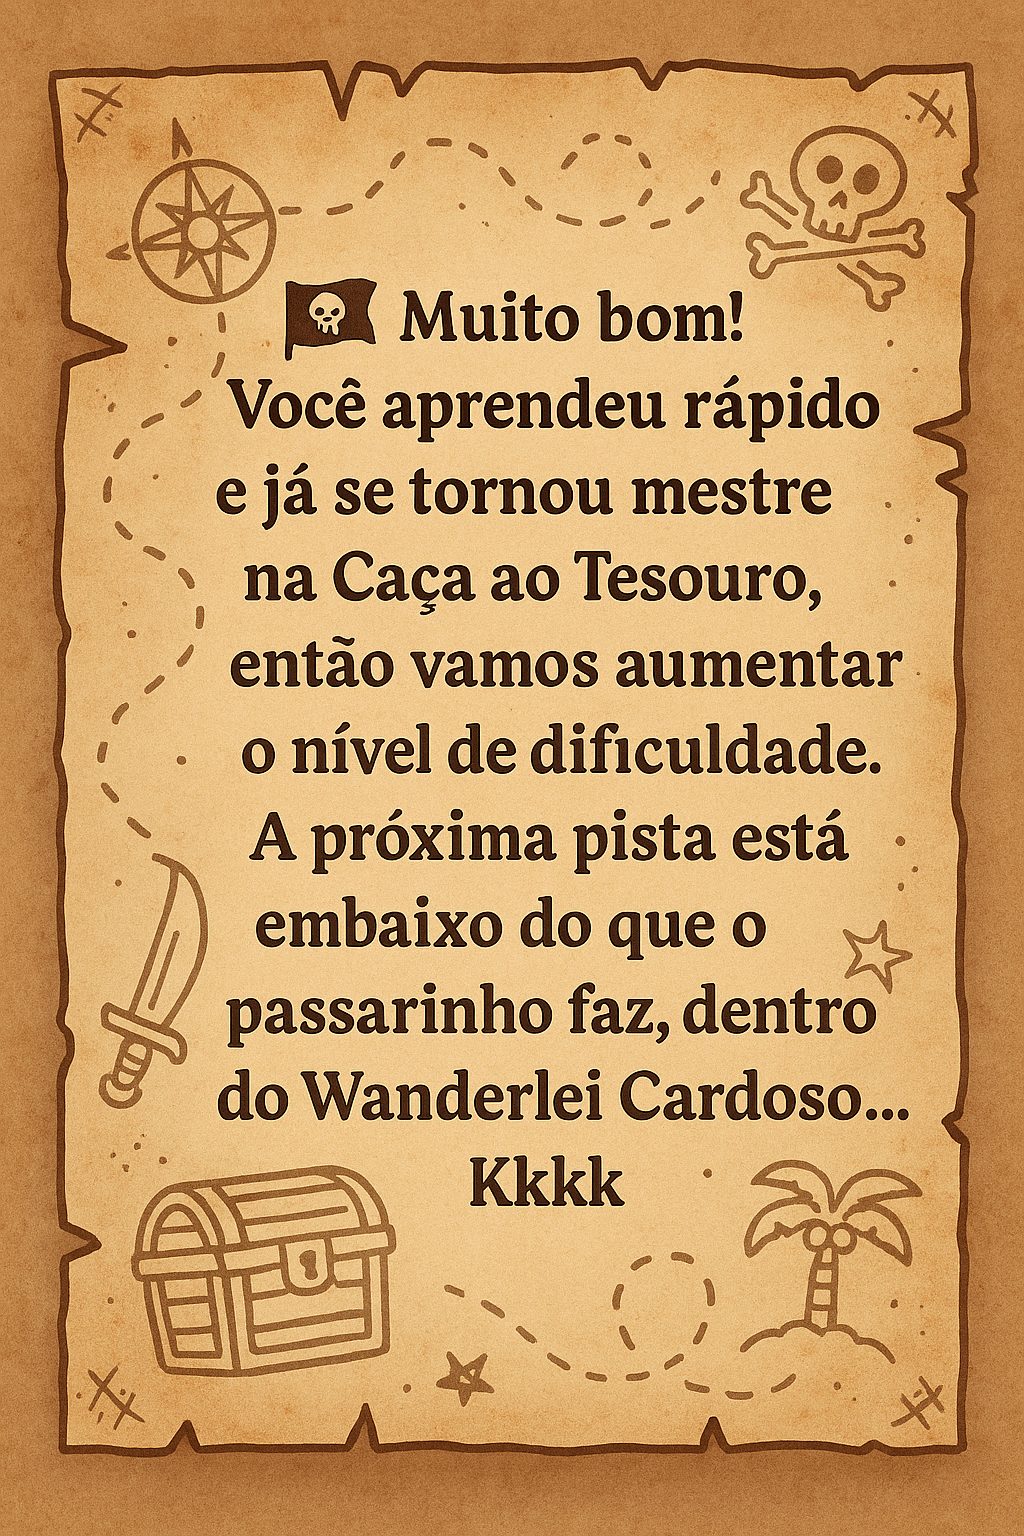 Muito bom!
Você aprendeu rápido
e já se tornou mestre
na Caça ao Tesouro,
então vamos aumentar
o nível de dificuldade.
A próxima pista está
embaixo do que o
passarinho faz, dentro
do Wanderlei Cardoso...
Kkkk